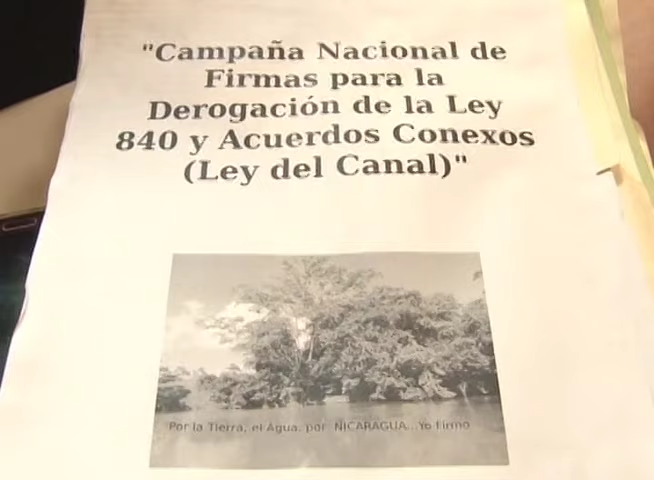 "Campaña Nacional de
Firmas para la
Derogación de la Ley
840 y Acuerdos Conexos
(Ley del Canal)"
Por la Tierra, el Agua, por NICARAGUA...Yo Firmo